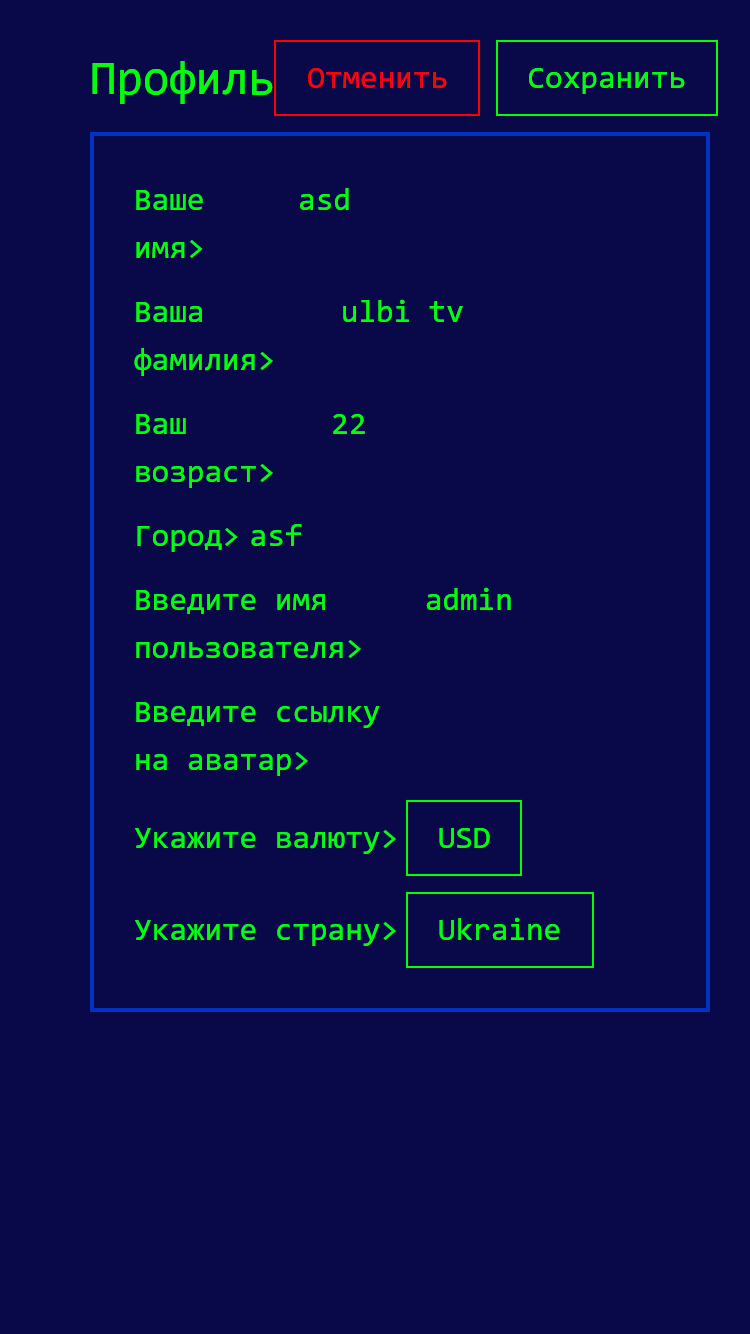 Профиль Отменить Сохранить
Ваше asd
имя>
Ваша ulbi tv
фамилия>
Ваш 22
возраст>
Город> asf
Введите имя admin
пользователя>
Введите ссылку
на аватар>
Укажите валюту> USD
Укажите страну> Ukraine